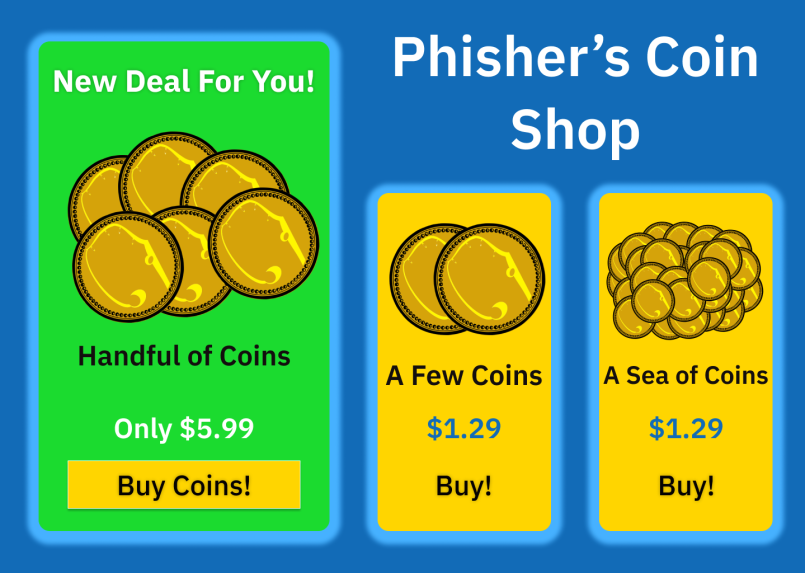 Phisher’s Coin
Shop
New Deal For You!
Handful of Coins
Only $5.99
Buy Coins!
A Few Coins
$1.29
Buy!
A Sea of Coins
$1.29
Buy!